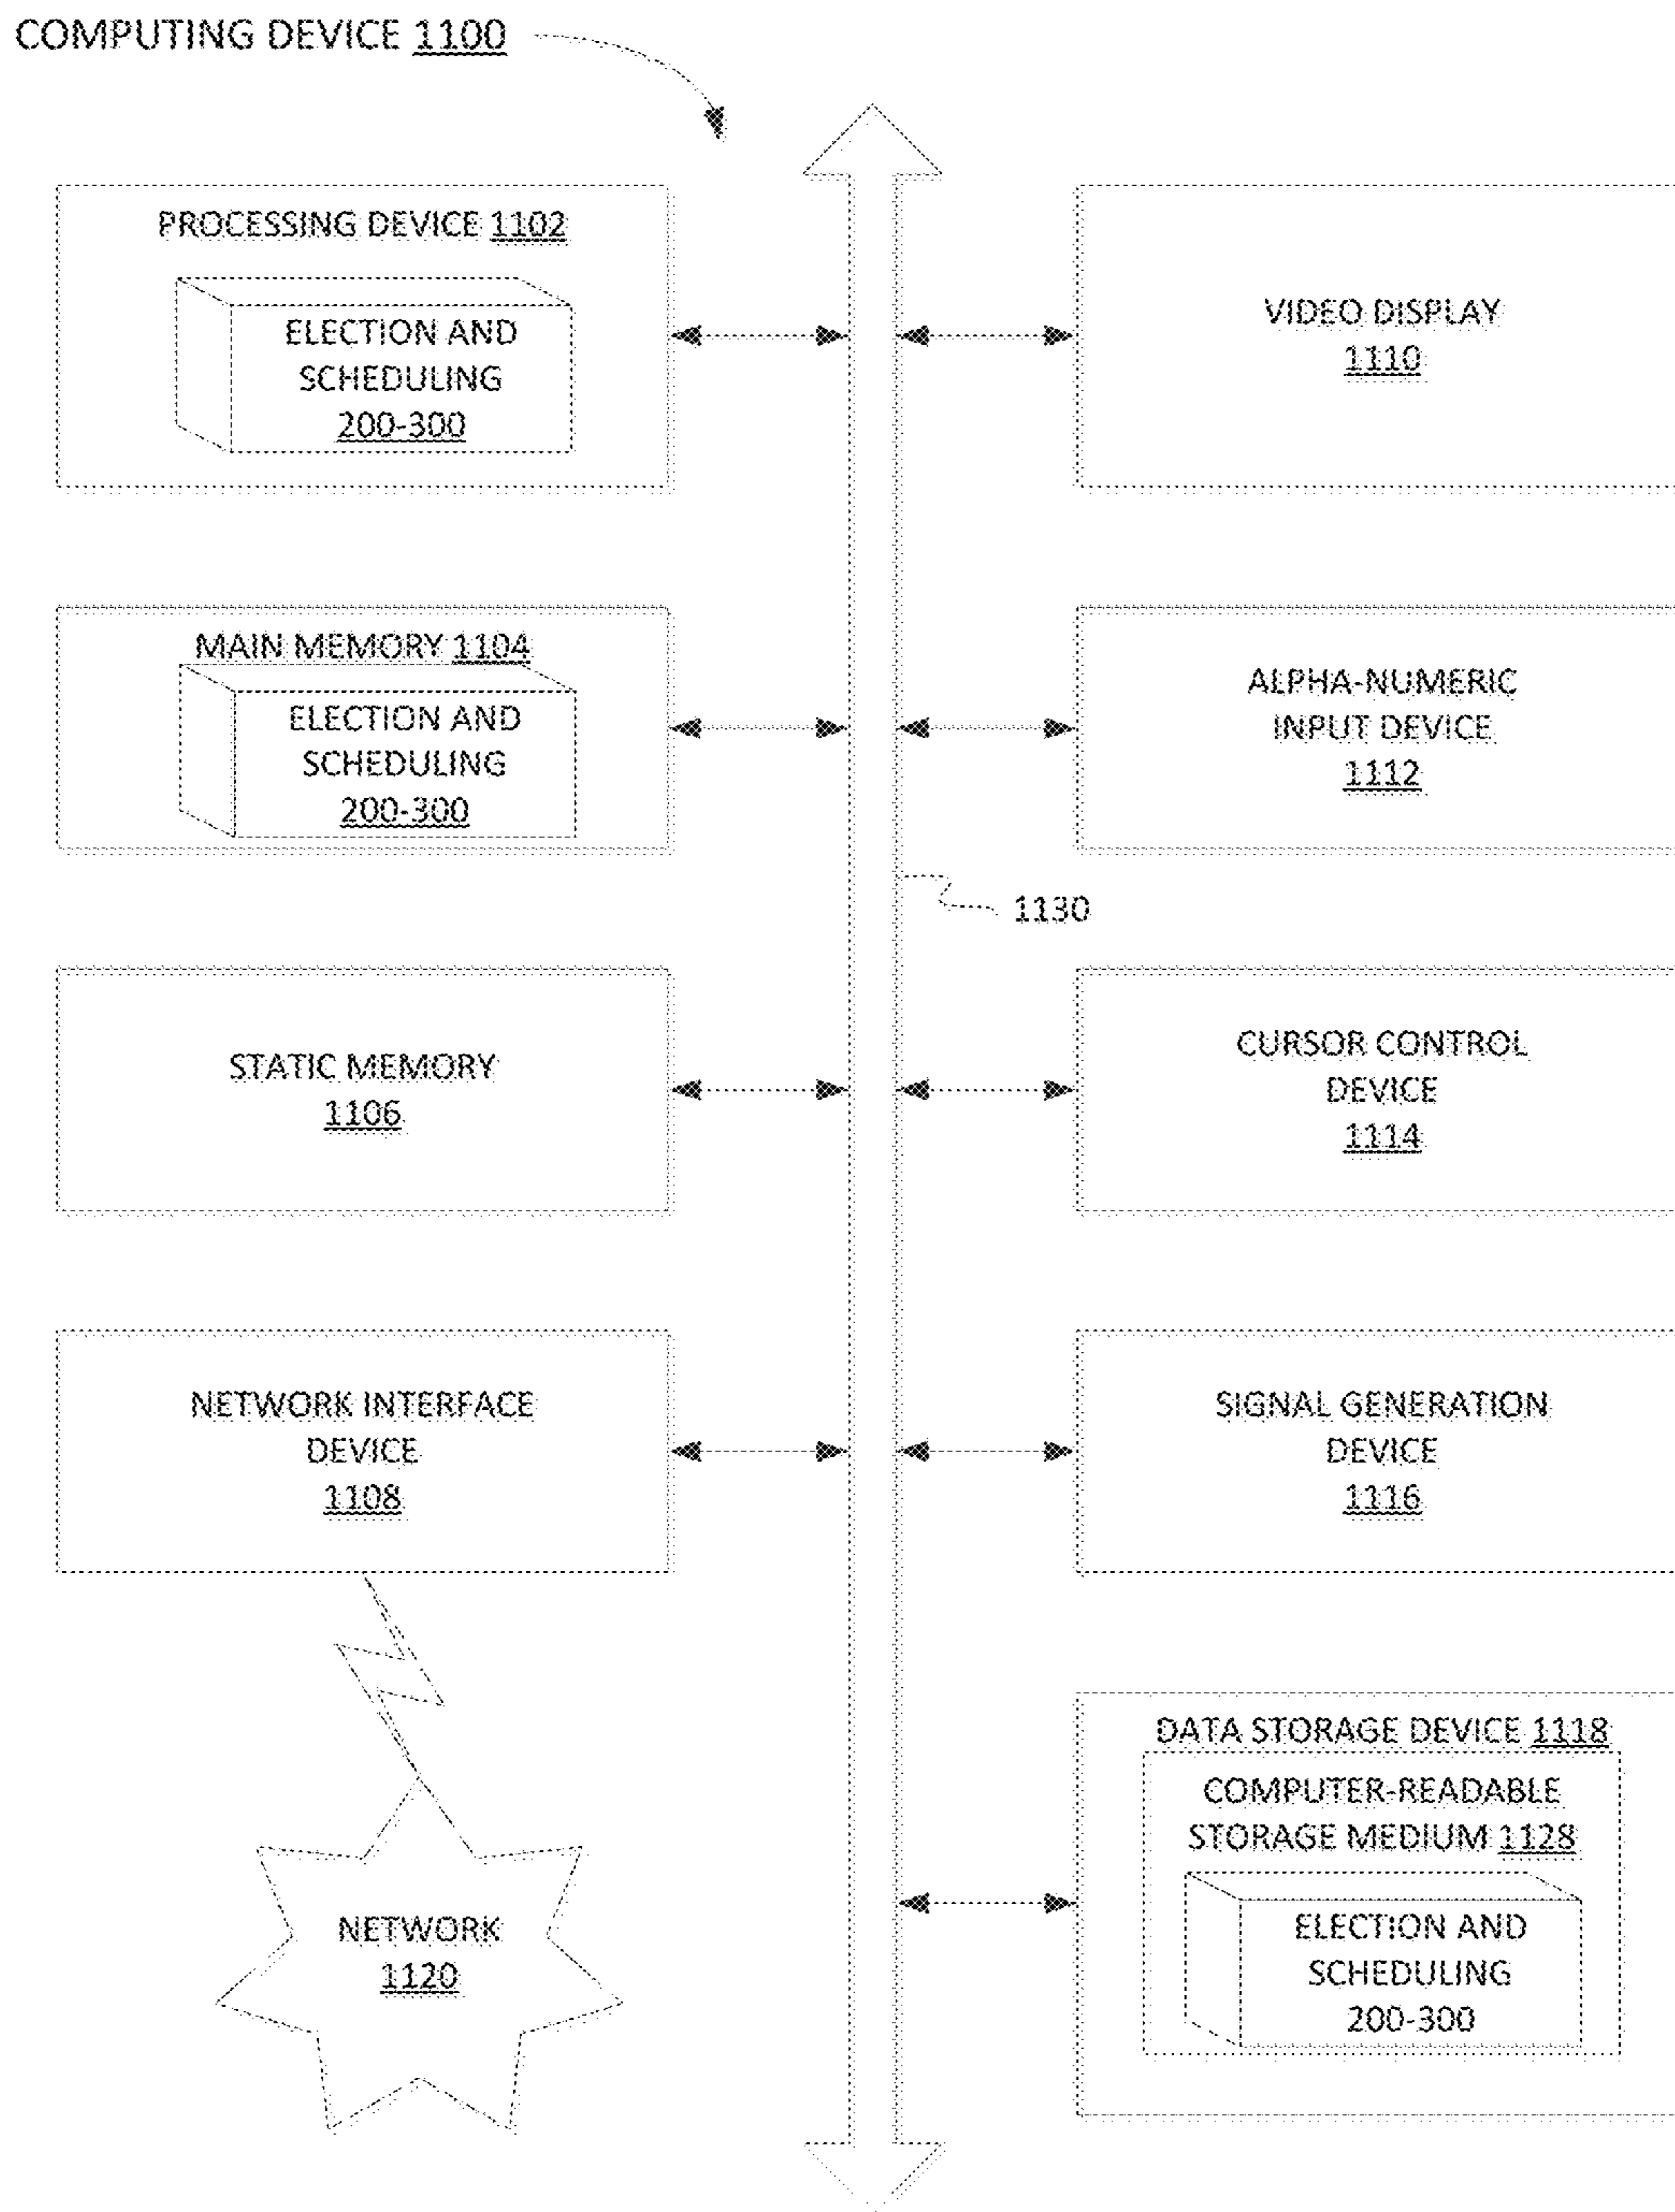 COMPUTING DEVICE 1100
PROCESSING DEVICE 1102
ELECTION AND
SCHEDULING
200-300
MAIN MEMORY 1104
ELECTION AND
SCHEDULING
200-300
STATIC MEMORY
1106
NETWORK INTERFACE
DEVICE
1108
NETWORK
1120
VIDEO DISPLAY
1110
ALPHA-NUMERIC
INPUT DEVICE
1112
1130
CURSOR CONTROL
DEVICE
1114
SIGNAL GENERATION
DEVICE
1116
DATA STORAGE DEVICE 1118
COMPUTER-READABLE
STORAGE MEDIUM 1128
ELECTION AND
SCHEDULING
200-300